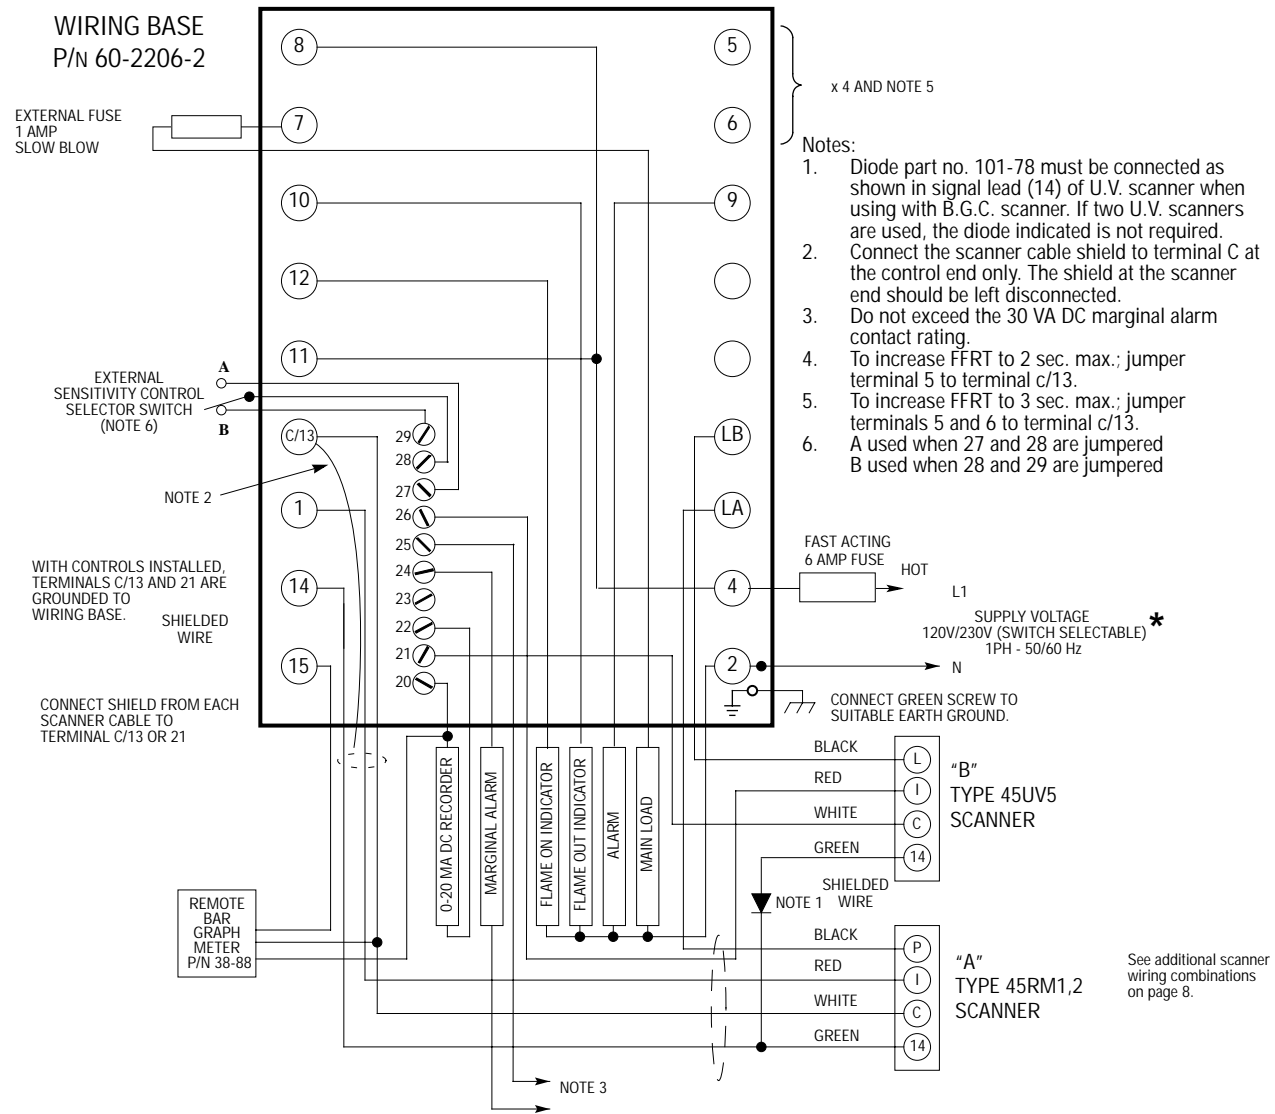 WIRING BASE
P/N 60-2206-2
8
5
x 4 AND NOTE 5
EXTERNAL FUSE
1 AMP
SLOW BLOW
7
6
Notes:
1. Diode part no. 101-78 must be connected as
shown in signal lead (14) of U.V. scanner when
using with B.G.C. scanner. If two U.V. scanners
are used, the diode indicated is not required.
2. Connect the scanner cable shield to terminal C at
the control end only. The shield at the scanner
end should be left disconnected.
3. Do not exceed the 30 VA DC marginal alarm
contact rating.
4. To increase FFRT to 2 sec. max.; jumper
terminal 5 to terminal c/13.
5. To increase FFRT to 3 sec. max.; jumper
terminals 5 and 6 to terminal c/13.
6. A used when 27 and 28 are jumpered
B used when 28 and 29 are jumpered
10
9
12
11
A
EXTERNAL
SENSITIVITY CONTROL
SELECTOR SWITCH
(NOTE 6)
B
C/13
29
28
27
26
25
24
23
22
21
20
LB
NOTE 2
1
LA
WITH CONTROLS INSTALLED,
TERMINALS C/13 AND 21 ARE
GROUNDED TO
WIRING BASE.
SHIELDED
WIRE
14
4
FAST ACTING
6 AMP FUSE
HOT
L1
SUPPLY VOLTAGE
120V/230V (SWITCH SELECTABLE) *
1PH - 50/60 Hz
15
2
N
CONNECT GREEN SCREW TO
SUITABLE EARTH GROUND.
CONNECT SHIELD FROM EACH
SCANNER CABLE TO
TERMINAL C/13 OR 21
0-20 MA DC RECORDER
MARGINAL ALARM
FLAME ON INDICATOR
FLAME OUT INDICATOR
ALARM
MAIN LOAD
BLACK
L
RED
I
WHITE
C
GREEN
14
"B"
TYPE 45UV5
SCANNER
NOTE 1
SHIELDED
WIRE
REMOTE
BAR
GRAPH
METER
P/N 38-88
BLACK
P
RED
I
WHITE
C
GREEN
14
"A"
TYPE 45RM1,2
SCANNER
See additional scanner
wiring combinations
on page 8.
NOTE 3